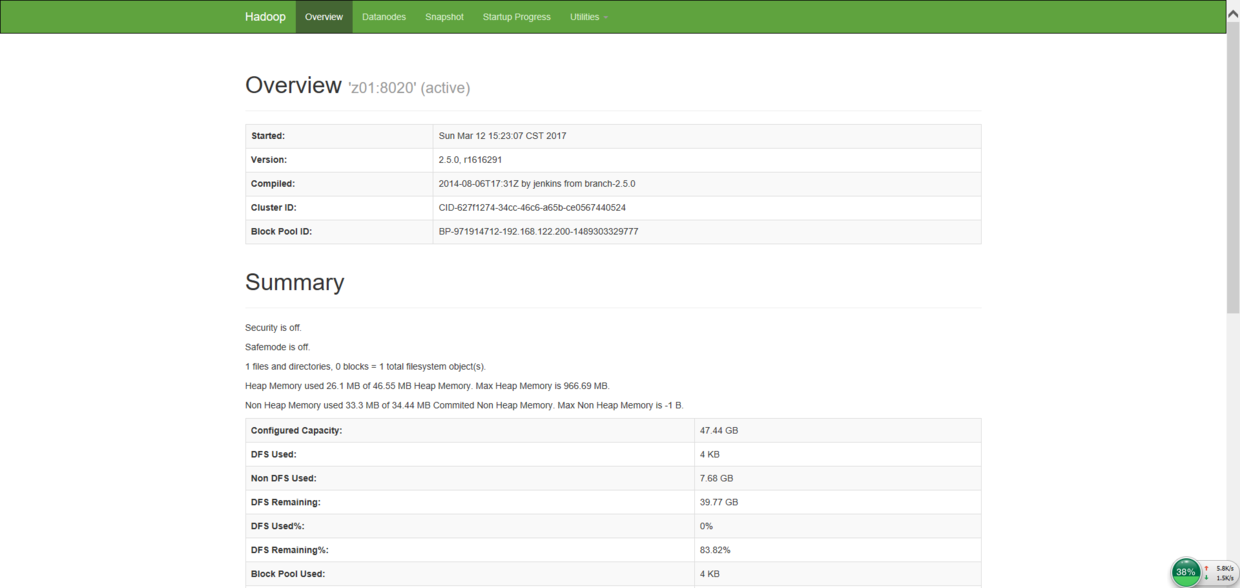 Hadoop Overview Datanodes Snapshot Startup Progress Utilities
Overview 'z01:8020' (active)
Started: Sun Mar 12 15:23:07 CST 2017
Version: 2.5.0, r1616291
Compiled: 2014-08-06T17:31Z by jenkins from branch-2.5.0
Cluster ID: CID-627f1274-34cc-46c6-a65b-ce0567440524
Block Pool ID: BP-971914712-192.168.122.200-1489303329777
Summary
Security is off.
Safemode is off.
1 files and directories, 0 blocks = 1 total filesystem object(s).
Heap Memory used 26.1 MB of 46.55 MB Heap Memory. Max Heap Memory is 966.69 MB.
Non Heap Memory used 33.3 MB of 34.44 MB Commited Non Heap Memory. Max Non Heap Memory is -1 B.
Configured Capacity: 47.44 GB
DFS Used: 4 KB
Non DFS Used: 7.68 GB
DFS Remaining: 39.77 GB
DFS Used%: 0%
DFS Remaining%: 83.82%
Block Pool Used: 4 KB
38%
5.8K/s
1.5K/s